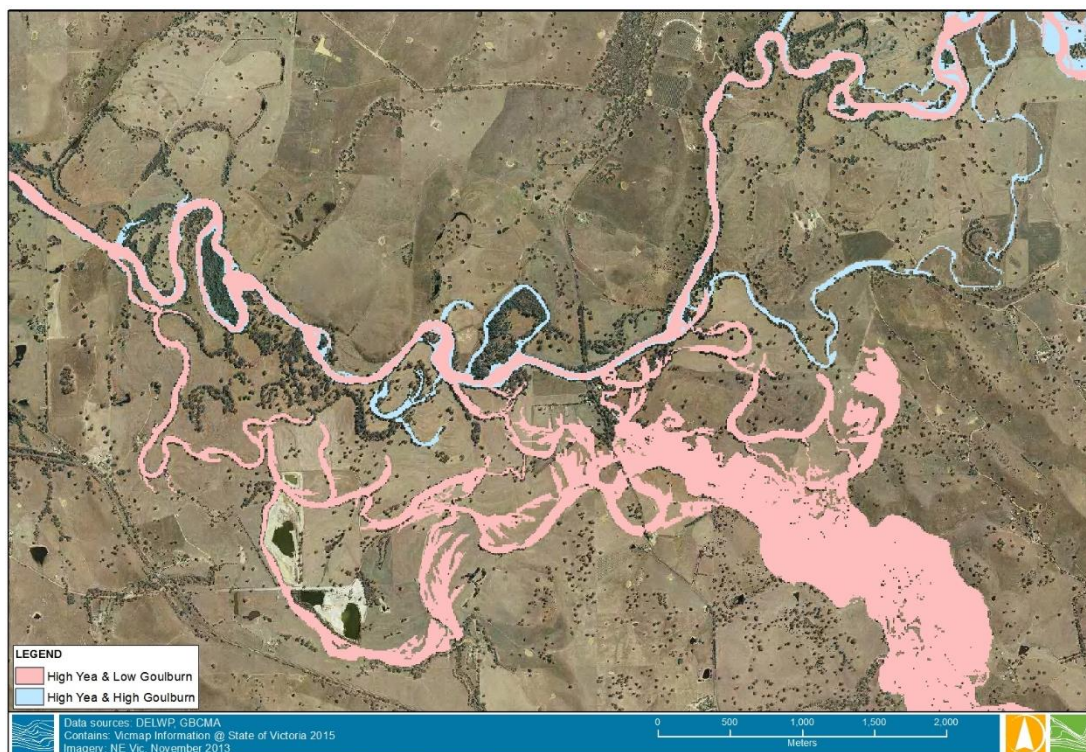 LEGEND
High Yea & Low Goulburn
High Yea & High Goulburn
Data sources: DELWP, GBCMA
Contains: Vicmap Information @ State of Victoria 2015
Imagery: NE Vic, November 2013
0 500 1,000 1,500 2,000
Meters